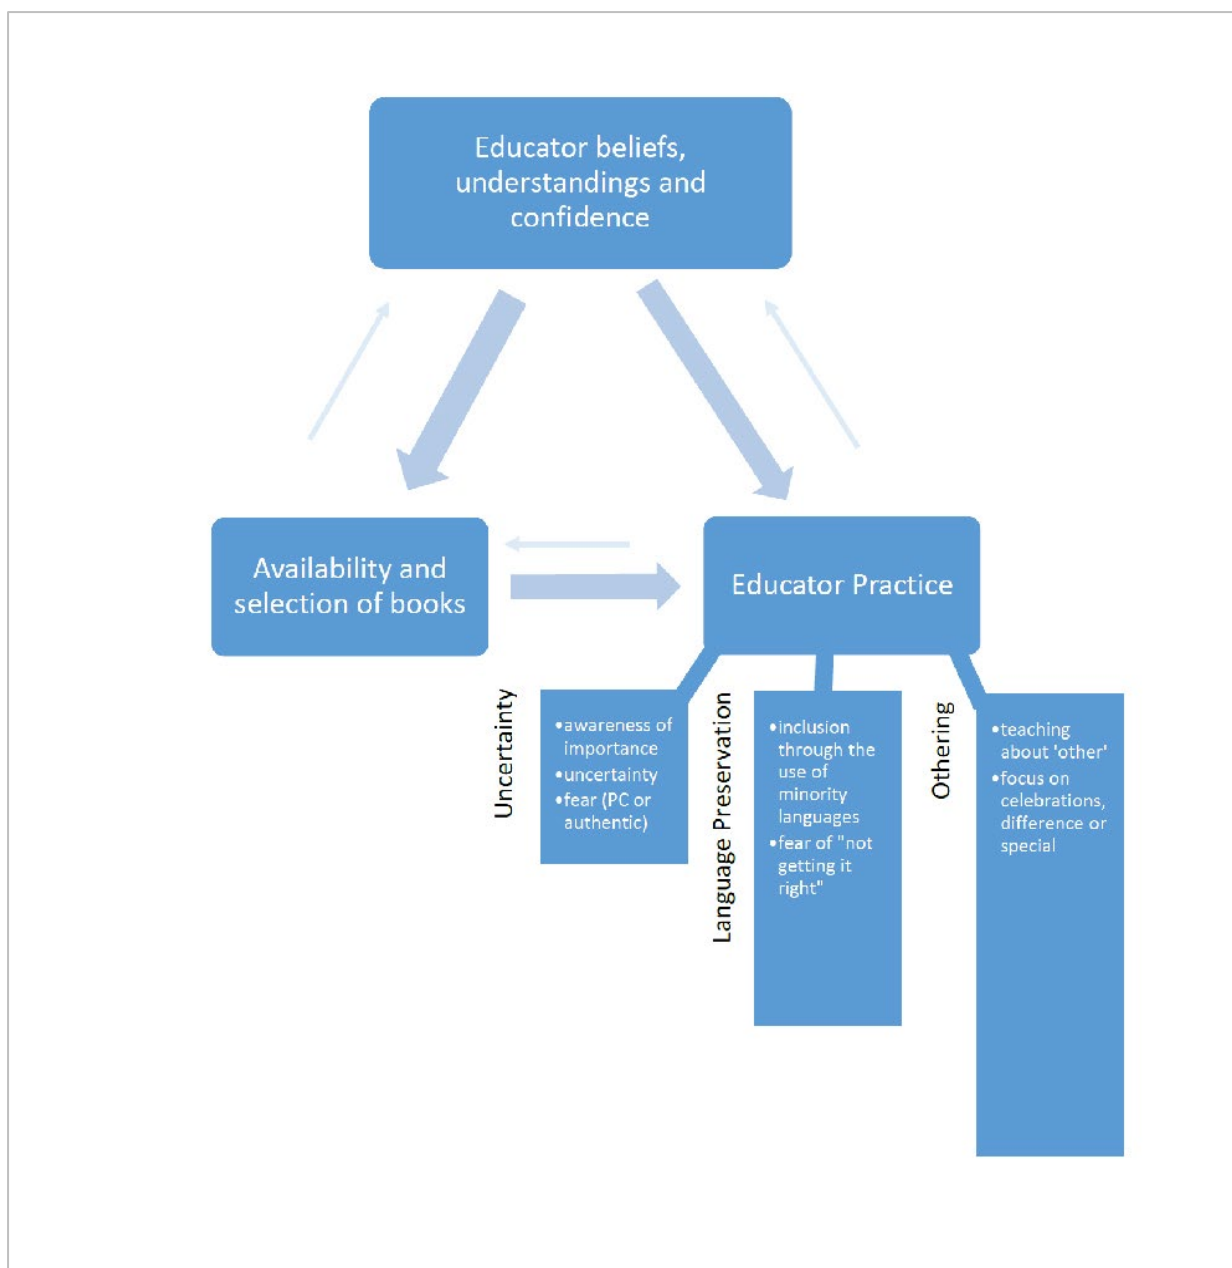 Educator beliefs,
understandings and
confidence
Availability and
selection of books
Educator Practice
Uncertainty
•awareness of
importance
•uncertainty
•fear (PC or
authentic)
Language Preservation
•inclusion
through the
use of
minority
languages
•fear of "not
getting it
right"
Othering
•teaching
about 'other'
•focus on
celebrations,
difference or
special